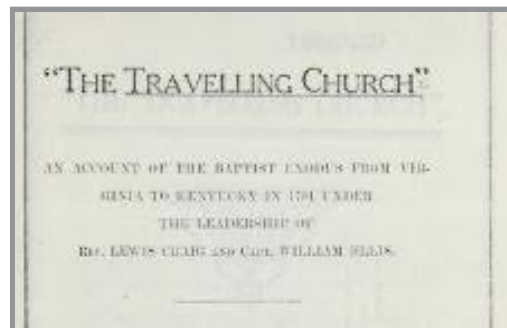 "THE TRAVELLING CHURCH"
AN ACCOUNT OF THE BAPTIST EXODUS FROM VIR-
GINIA TO KENTUCKY IN 1781 UNDER
THE LEADERSHIP OF
REV. LEWIS CRAIG AND CAPT. WILLIAM ELLIS.